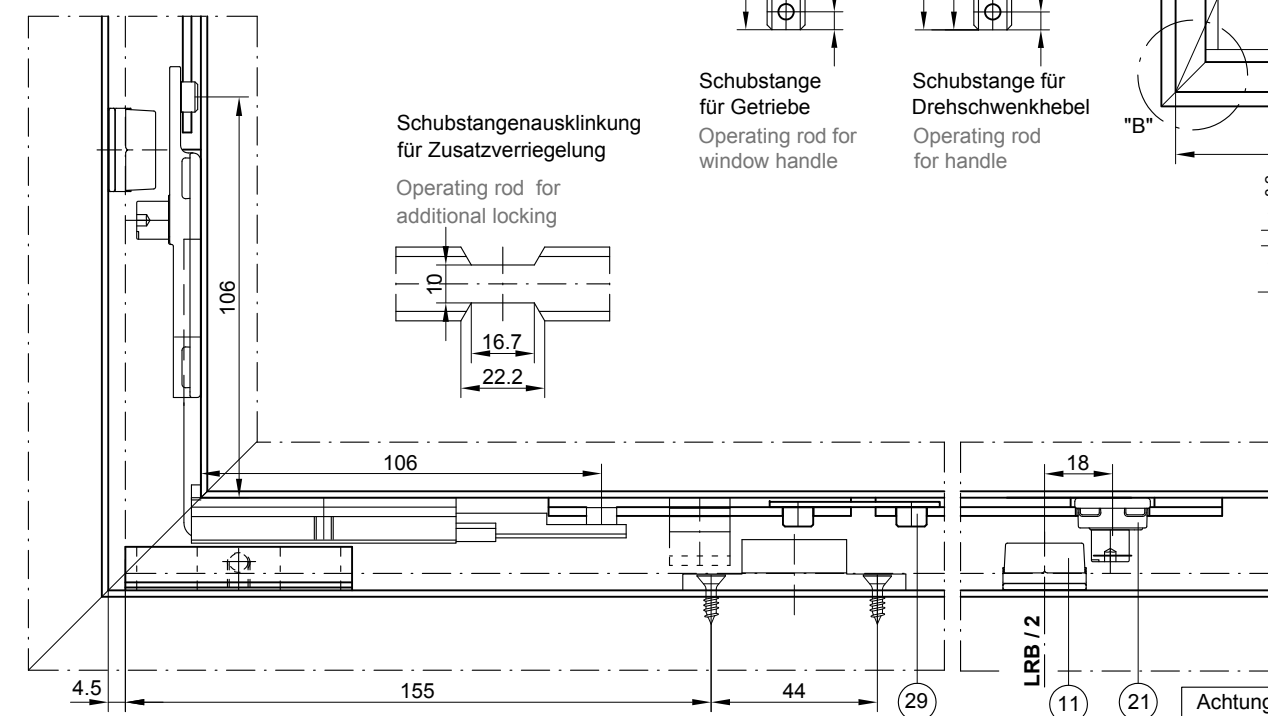 Schubstange
für Getriebe
Operating rod for
window handle
Schubstange für
Drehschwenkhebel
Operating rod
for handle
"B"
Schubstangenausklinkung
für Zusatzverriegelung
Operating rod for
additional locking
10
16.7
22.2
106
106
18
LRB / 2
4.5
155
44
29
11
21
Achtung